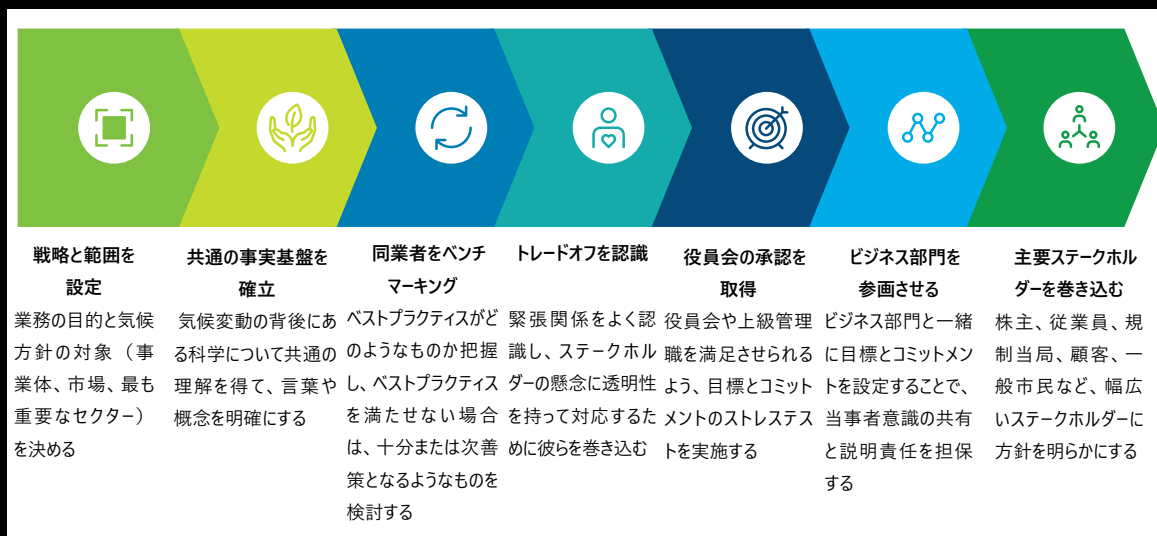 戦略と範囲を
設定
業務の目的と気候
方針の対象（事
業体、市場、最も
重要なセクター）
を決める
共通の事実基盤を
確立
気候変動の背後にあ
る科学について共通の
理解を得て、言葉や
概念を明確にする
同業者をベンチ
マーキング
ベストプラクティスがど
のようなものか把握
し、ベストプラクティス
を満たせない場合
は、十分または次善
策となるようなものを
検討する
トレードオフを認識
緊張関係をよく認
識し、ステークホル
ダーの懸念に透明性
を持って対応するた
めに彼らを巻き込む
役員会の承認を
取得
役員会や上級管理
職を満足させられる
よう、目標とコミット
メントのストレステス
トを実施する
ビジネス部門を
参画させる
ビジネス部門と一緒
に目標とコミットメン
トを設定することで、
当事者意識の共有
と説明責任を担保
する
主要ステークホル
ダーを巻き込む
株主、従業員、規
制当局、顧客、一
般市民など、幅広
いステークホルダーに
方針を明らかにする